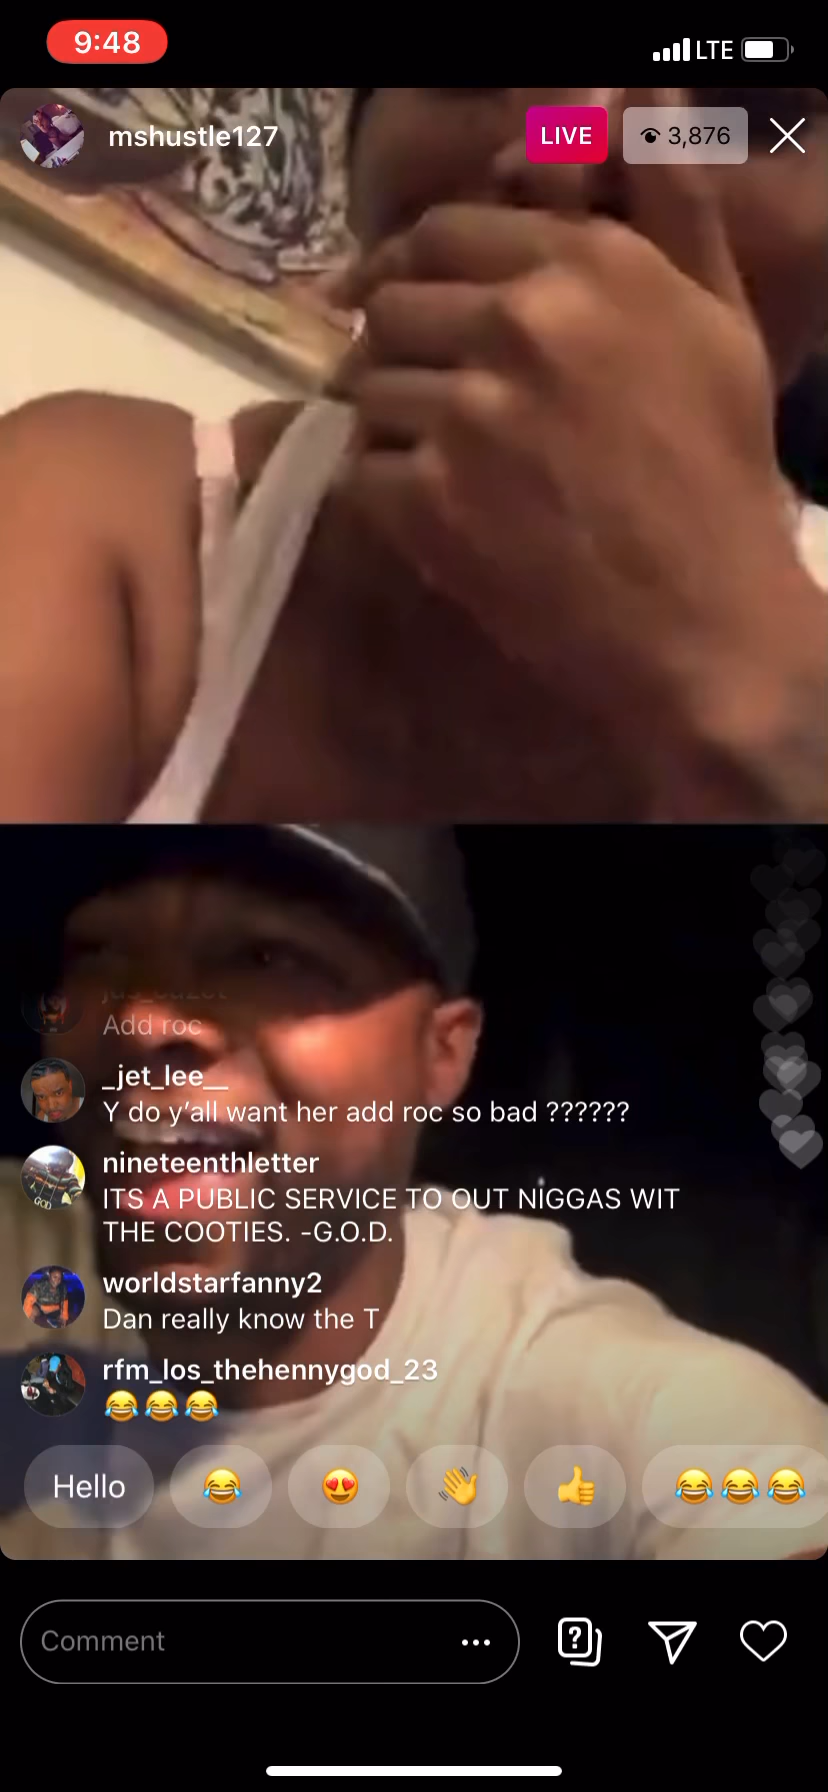 9:48
LTE
mshustle127
LIVE
3,876
Add roc
_jet_lee__
Y do y’all want her add roc so bad ??????
nineteenthletter
ITS A PUBLIC SERVICE TO OUT NIGGAS WIT
THE COOTIES. -G.O.D.
worldstarfanny2
Dan really know the T
rfm_los_thehennygod_23
😂😂😂
Hello 😂 😍 👋 👍 😂😂😂
Comment